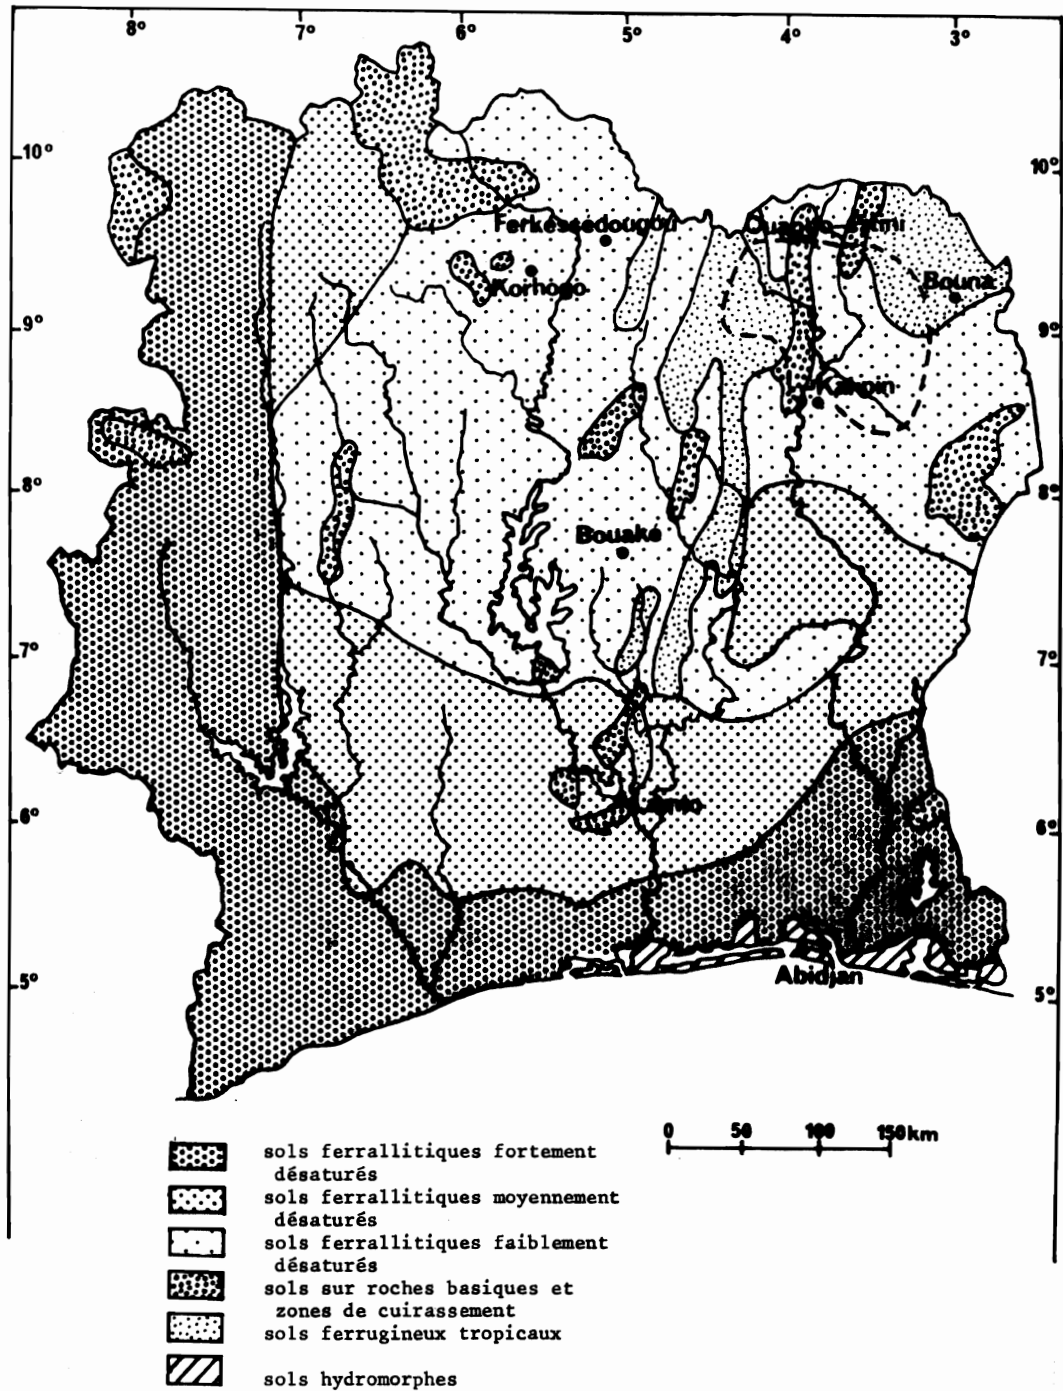 8° 7° 6° 5° 4° 3°
10° 10°
Ferkéssédougou
Bouna
Korhogo
9° 9°
Kakpin
8° 8°
Bouaké
7° 7°
6° 6°
5° 5°
Abidjan
0 50 100 150km
sols ferrallitiques fortement
désaturés
sols ferrallitiques moyennement
désaturés
sols ferrallitiques faiblement
désaturés
sols sur roches basiques et
zones de cuirassement
sols ferrugineux tropicaux
sols hydromorphes